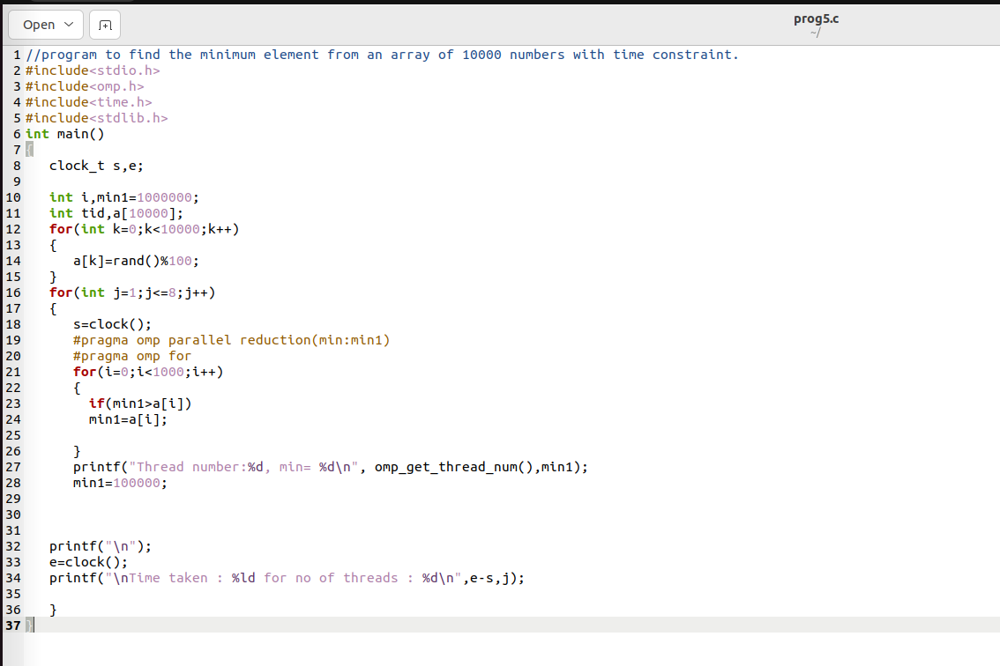 Open
prog5.c
~/
1 //program to find the minimum element from an array of 10000 numbers with time constraint.
2 #include<stdio.h>
3 #include<omp.h>
4 #include<time.h>
5 #include<stdlib.h>
6 int main()
7 {
8    clock_t s,e;
9
10    int i,min1=1000000;
11    int tid,a[10000];
12    for(int k=0;k<10000;k++)
13    {
14       a[k]=rand()%100;
15    }
16    for(int j=1;j<=8;j++)
17    {
18       s=clock();
19       #pragma omp parallel reduction(min:min1)
20       #pragma omp for
21       for(i=0;i<1000;i++)
22       {
23         if(min1>a[i])
24         min1=a[i];
25
26       }
27       printf("Thread number:%d, min= %d\n", omp_get_thread_num(),min1);
28       min1=100000;
29
30
31
32    printf("\n");
33    e=clock();
34    printf("\nTime taken : %ld for no of threads : %d\n",e-s,j);
35
36    }
37 }